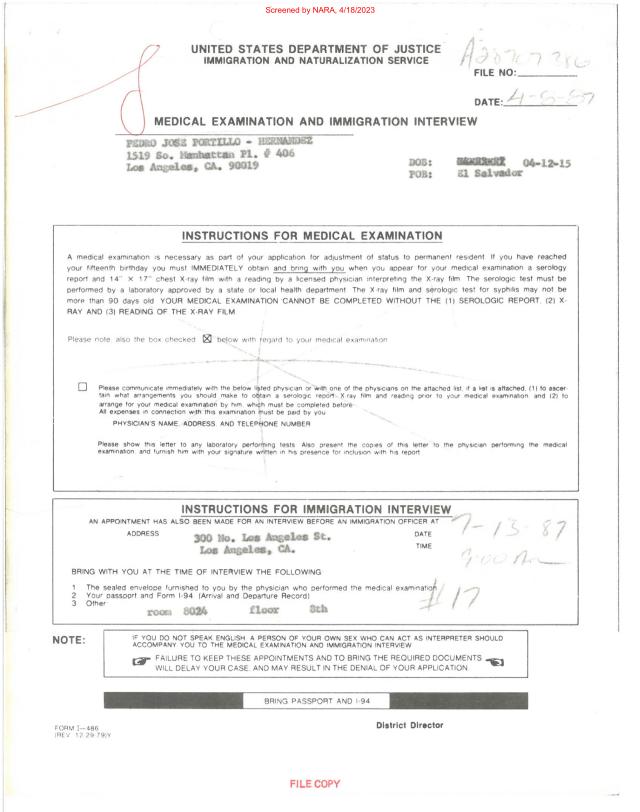 Screened by NARA, 4/18/2023
UNITED STATES DEPARTMENT OF JUSTICE
IMMIGRATION AND NATURALIZATION SERVICE
A28707286
FILE NO:
DATE:
MEDICAL EXAMINATION AND IMMIGRATION INTERVIEW
PEDRO JOSE PORTILLO - HERNANDEZ
1519 So. Manhattan Pl. # 406
Los Angeles, CA. 90019
DOB: 04-12-15
POB: El Salvador
INSTRUCTIONS FOR MEDICAL EXAMINATION
A medical examination is necessary as part of your application for adjustment of status to permanent resident. If you have reached
your fifteenth birthday you must IMMEDIATELY obtain and bring with you when you appear for your medical examination a serology
report and 14" X 17" chest X-ray film with a reading by a licensed physician interpreting the X-ray film. The serologic test must be
performed by a laboratory approved by a state or local health department. The X-ray film and serologic test for syphilis may not be
more than 90 days old. YOUR MEDICAL EXAMINATION CANNOT BE COMPLETED WITHOUT THE (1) SEROLOGIC REPORT, (2) X-
RAY AND (3) READING OF THE X-RAY FILM
Please note, also the box checked ☒ below with regard to your medical examination
☐ Please communicate immediately with the below listed physician or with one of the physicians on the attached list, if a list is attached, (1) to ascer-
tain what arrangements you should make to obtain a serologic report, X-ray film and reading prior to your medical examination, and (2) to
arrange for your medical examination by him, which must be completed before
All expenses in connection with this examination must be paid by you
PHYSICIAN'S NAME, ADDRESS, AND TELEPHONE NUMBER
Please show this letter to any laboratory performing tests. Also present the copies of this letter to the physician performing the medical
examination, and furnish him with your signature written in his presence for inclusion with his report
INSTRUCTIONS FOR IMMIGRATION INTERVIEW
AN APPOINTMENT HAS ALSO BEEN MADE FOR AN INTERVIEW BEFORE AN IMMIGRATION OFFICER AT
ADDRESS 300 No. Los Angeles St. DATE 7-13-87
Los Angeles, CA. TIME
BRING WITH YOU AT THE TIME OF INTERVIEW THE FOLLOWING
1 The sealed envelope furnished to you by the physician who performed the medical examination
2 Your passport and Form I-94 (Arrival and Departure Record)
3 Other
#17
room 8024 floor 8th
NOTE: IF YOU DO NOT SPEAK ENGLISH, A PERSON OF YOUR OWN SEX WHO CAN ACT AS INTERPRETER SHOULD
ACCOMPANY YOU TO THE MEDICAL EXAMINATION AND IMMIGRATION INTERVIEW
FAILURE TO KEEP THESE APPOINTMENTS AND TO BRING THE REQUIRED DOCUMENTS
WILL DELAY YOUR CASE, AND MAY RESULT IN THE DENIAL OF YOUR APPLICATION.
BRING PASSPORT AND I-94
FORM I-486
(REV. 12-29-79)Y
District Director
FILE COPY